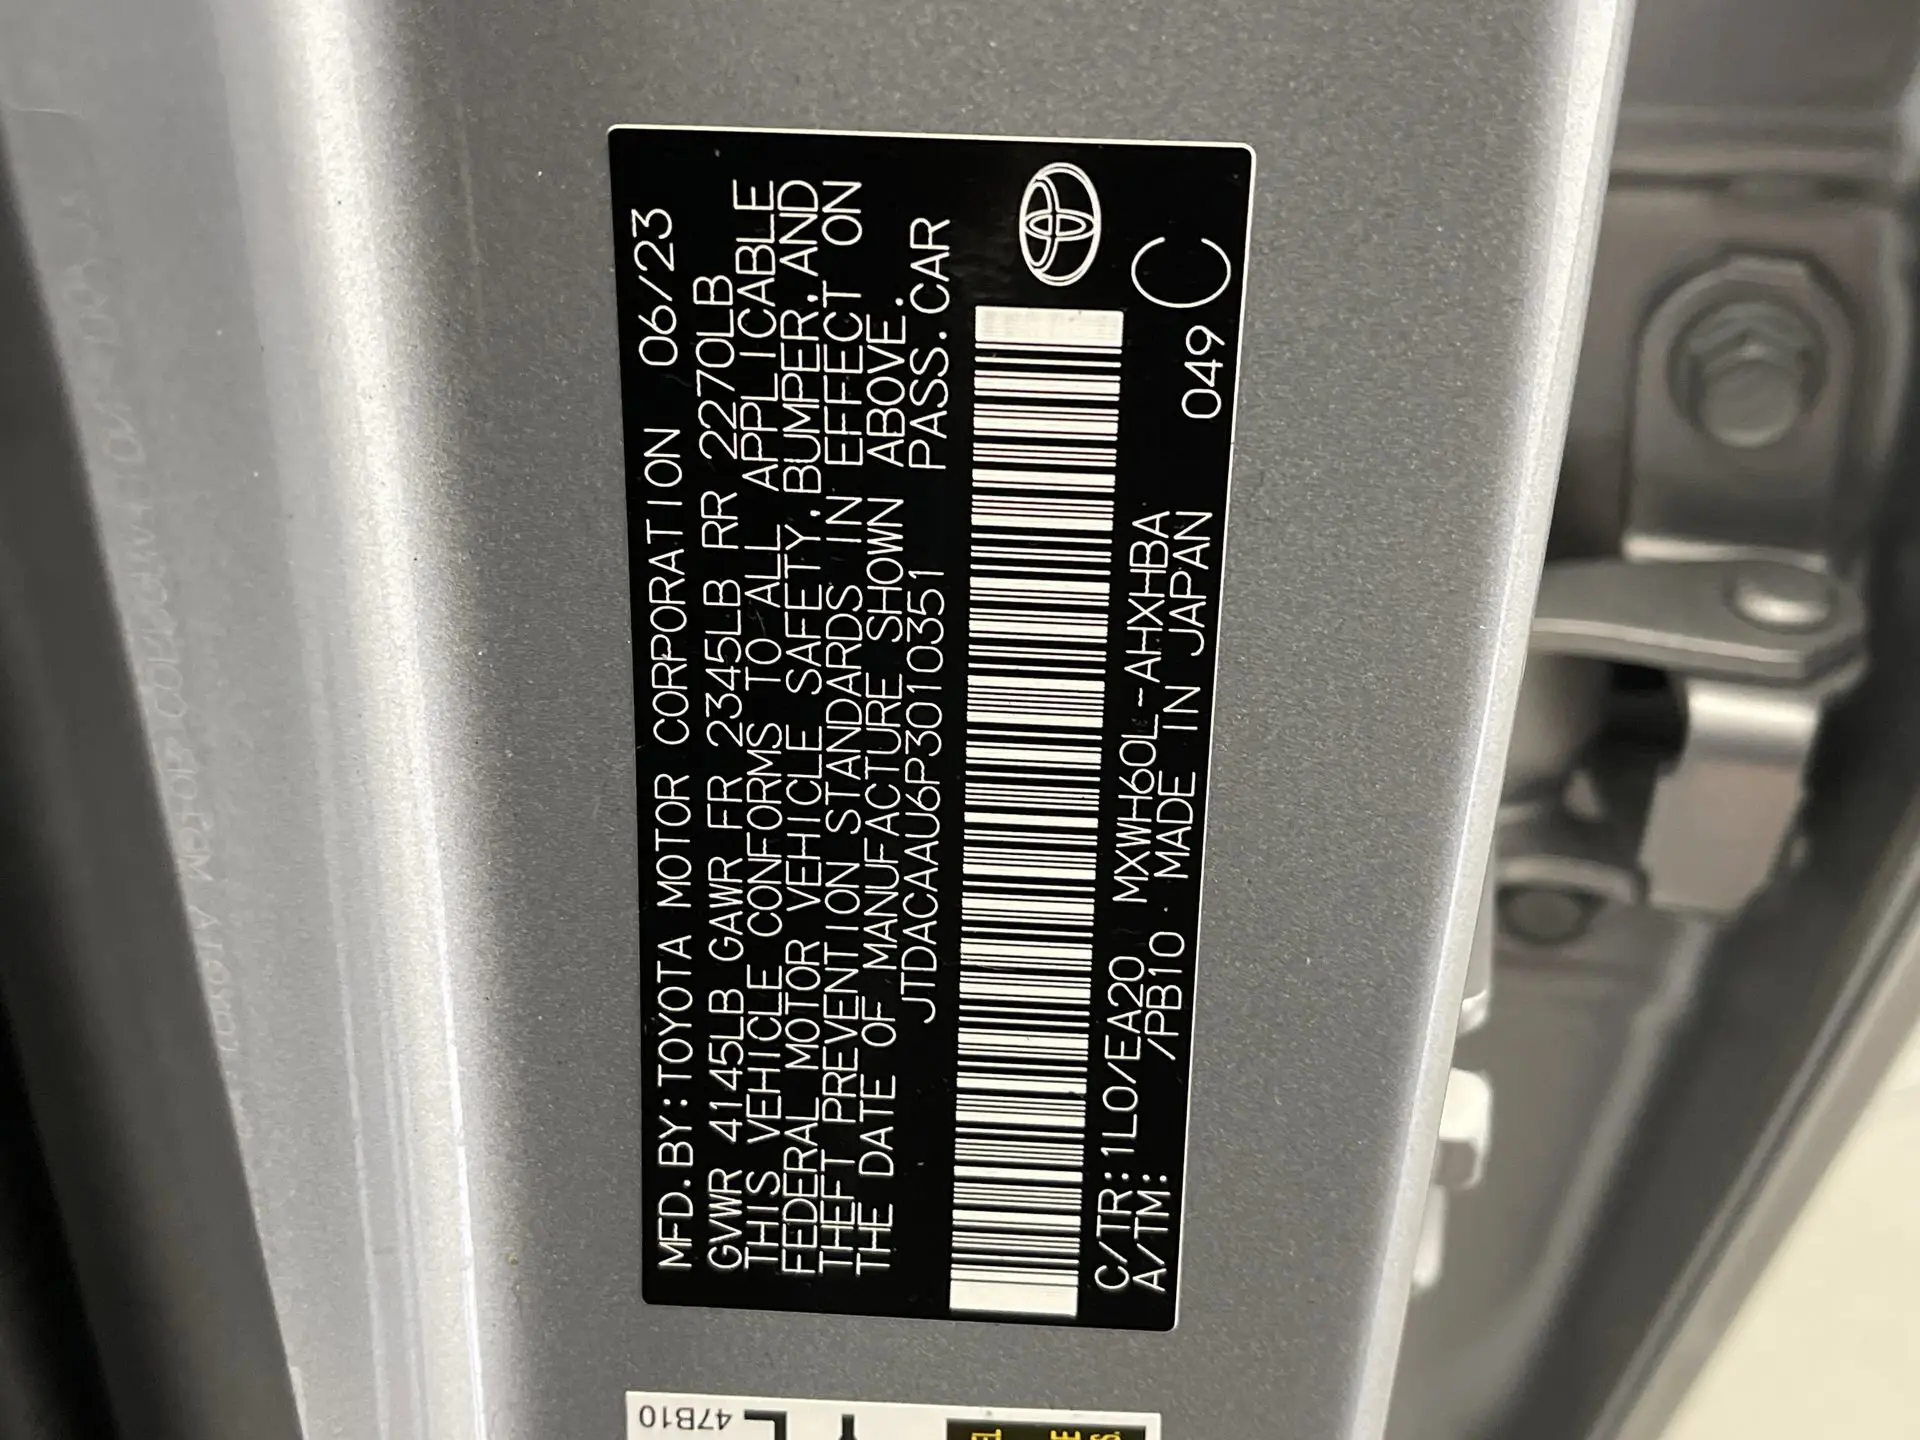 MFD.BY:TOYOTA MOTOR CORPORATION 06/23
GVWR 4145LB GAWR FR 2345LB RR 2270LB
THIS VEHICLE CONFORMS TO ALL APPLICABLE
FEDERAL MOTOR VEHICLE SAFETY,BUMPER,AND
THEFT PREVENTION STANDARDS IN EFFECT ON
THE DATE OF MANUFACTURE SHOWN ABOVE.
JTDACAAU6P3010351 PASS.CAR
C/TR:1L0/EA20 MXWH60L-AHXHBA 049 C
A/TM: /PB10 MADE IN JAPAN
47B10